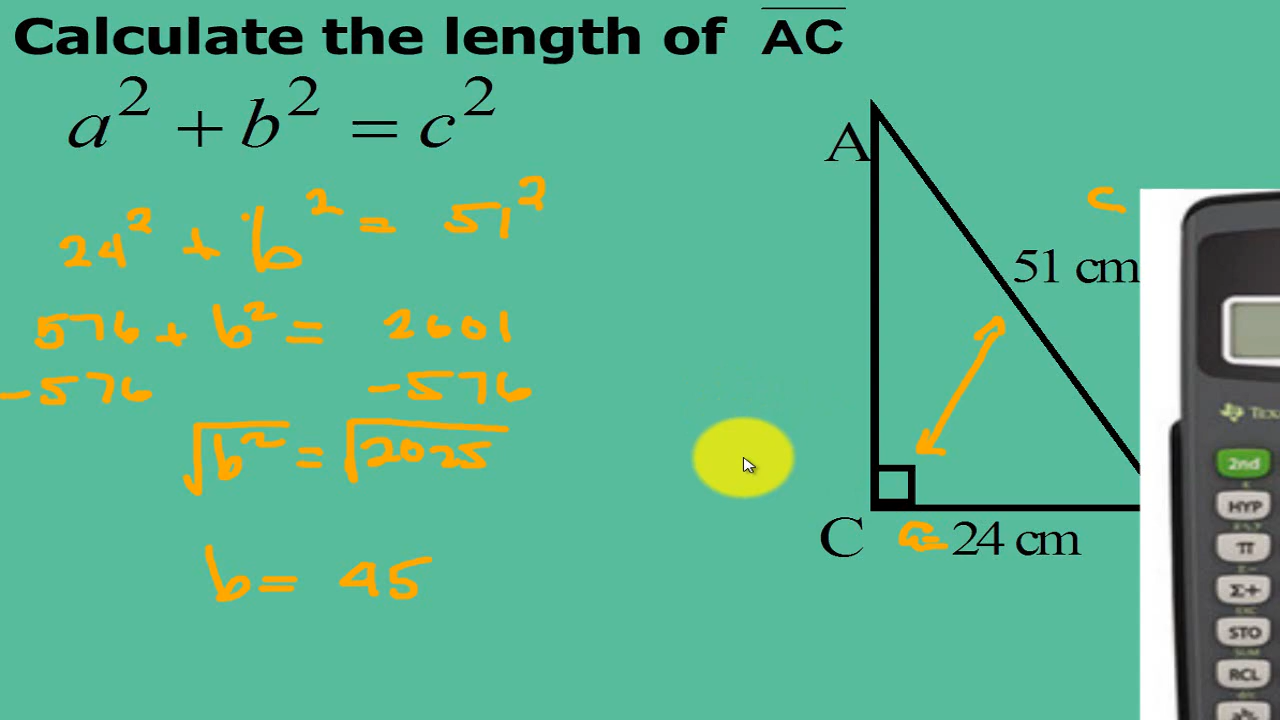 Calculate the length of AC
a² + b² = c²
24² + b² = 51²
576 + b² = 2601
-576 -576
√b² = √2025
b = 45
A
c
51 cm
C a= 24 cm
2nd
HYP
π
Σ+
STO
RCL